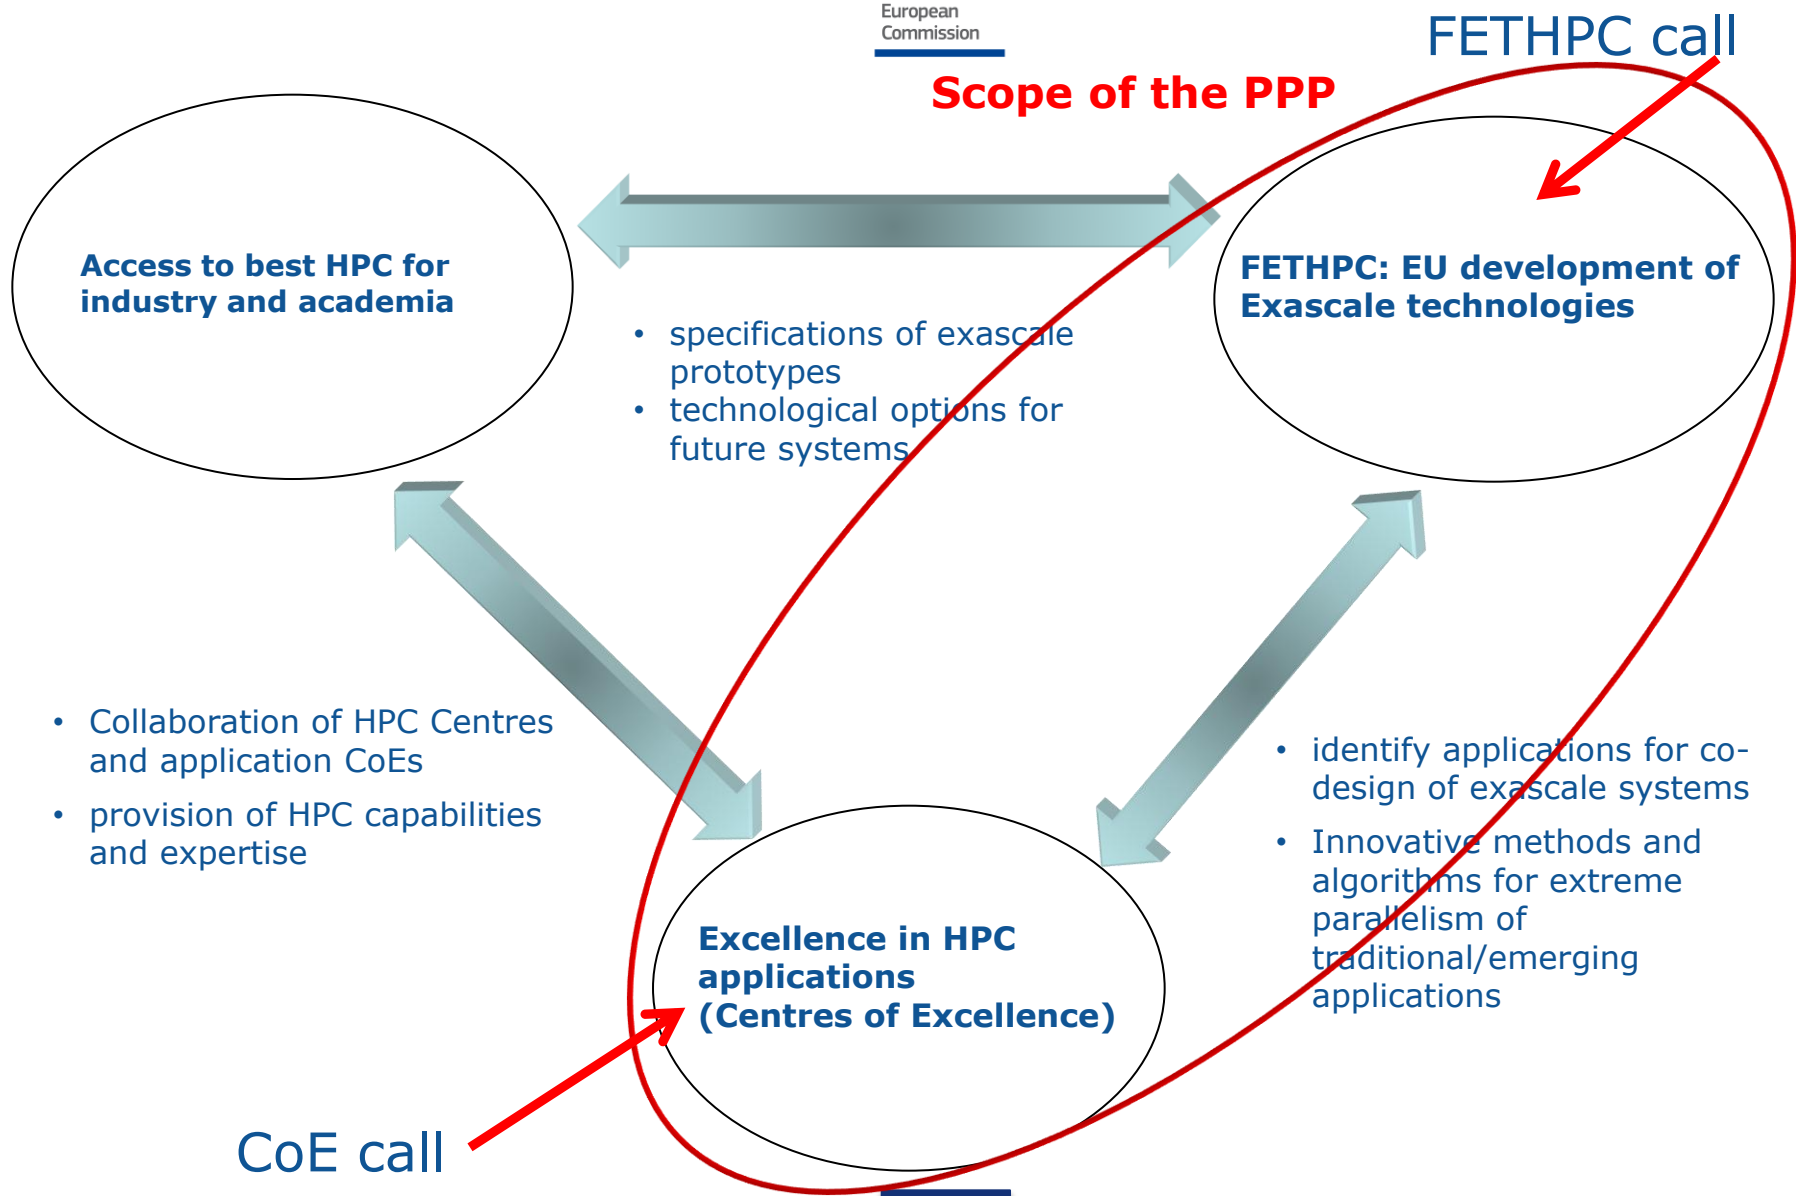 European
Commission
FETHPC call
Scope of the PPP
Access to best HPC for
industry and academia
FETHPC: EU development of
Exascale technologies
• specifications of exascale
prototypes
• technological options for
future systems
• Collaboration of HPC Centres
and application CoEs
• provision of HPC capabilities
and expertise
• identify applications for co-
design of exascale systems
• Innovative methods and
algorithms for extreme
parallelism of
traditional/emerging
applications
Excellence in HPC
applications
(Centres of Excellence)
CoE call